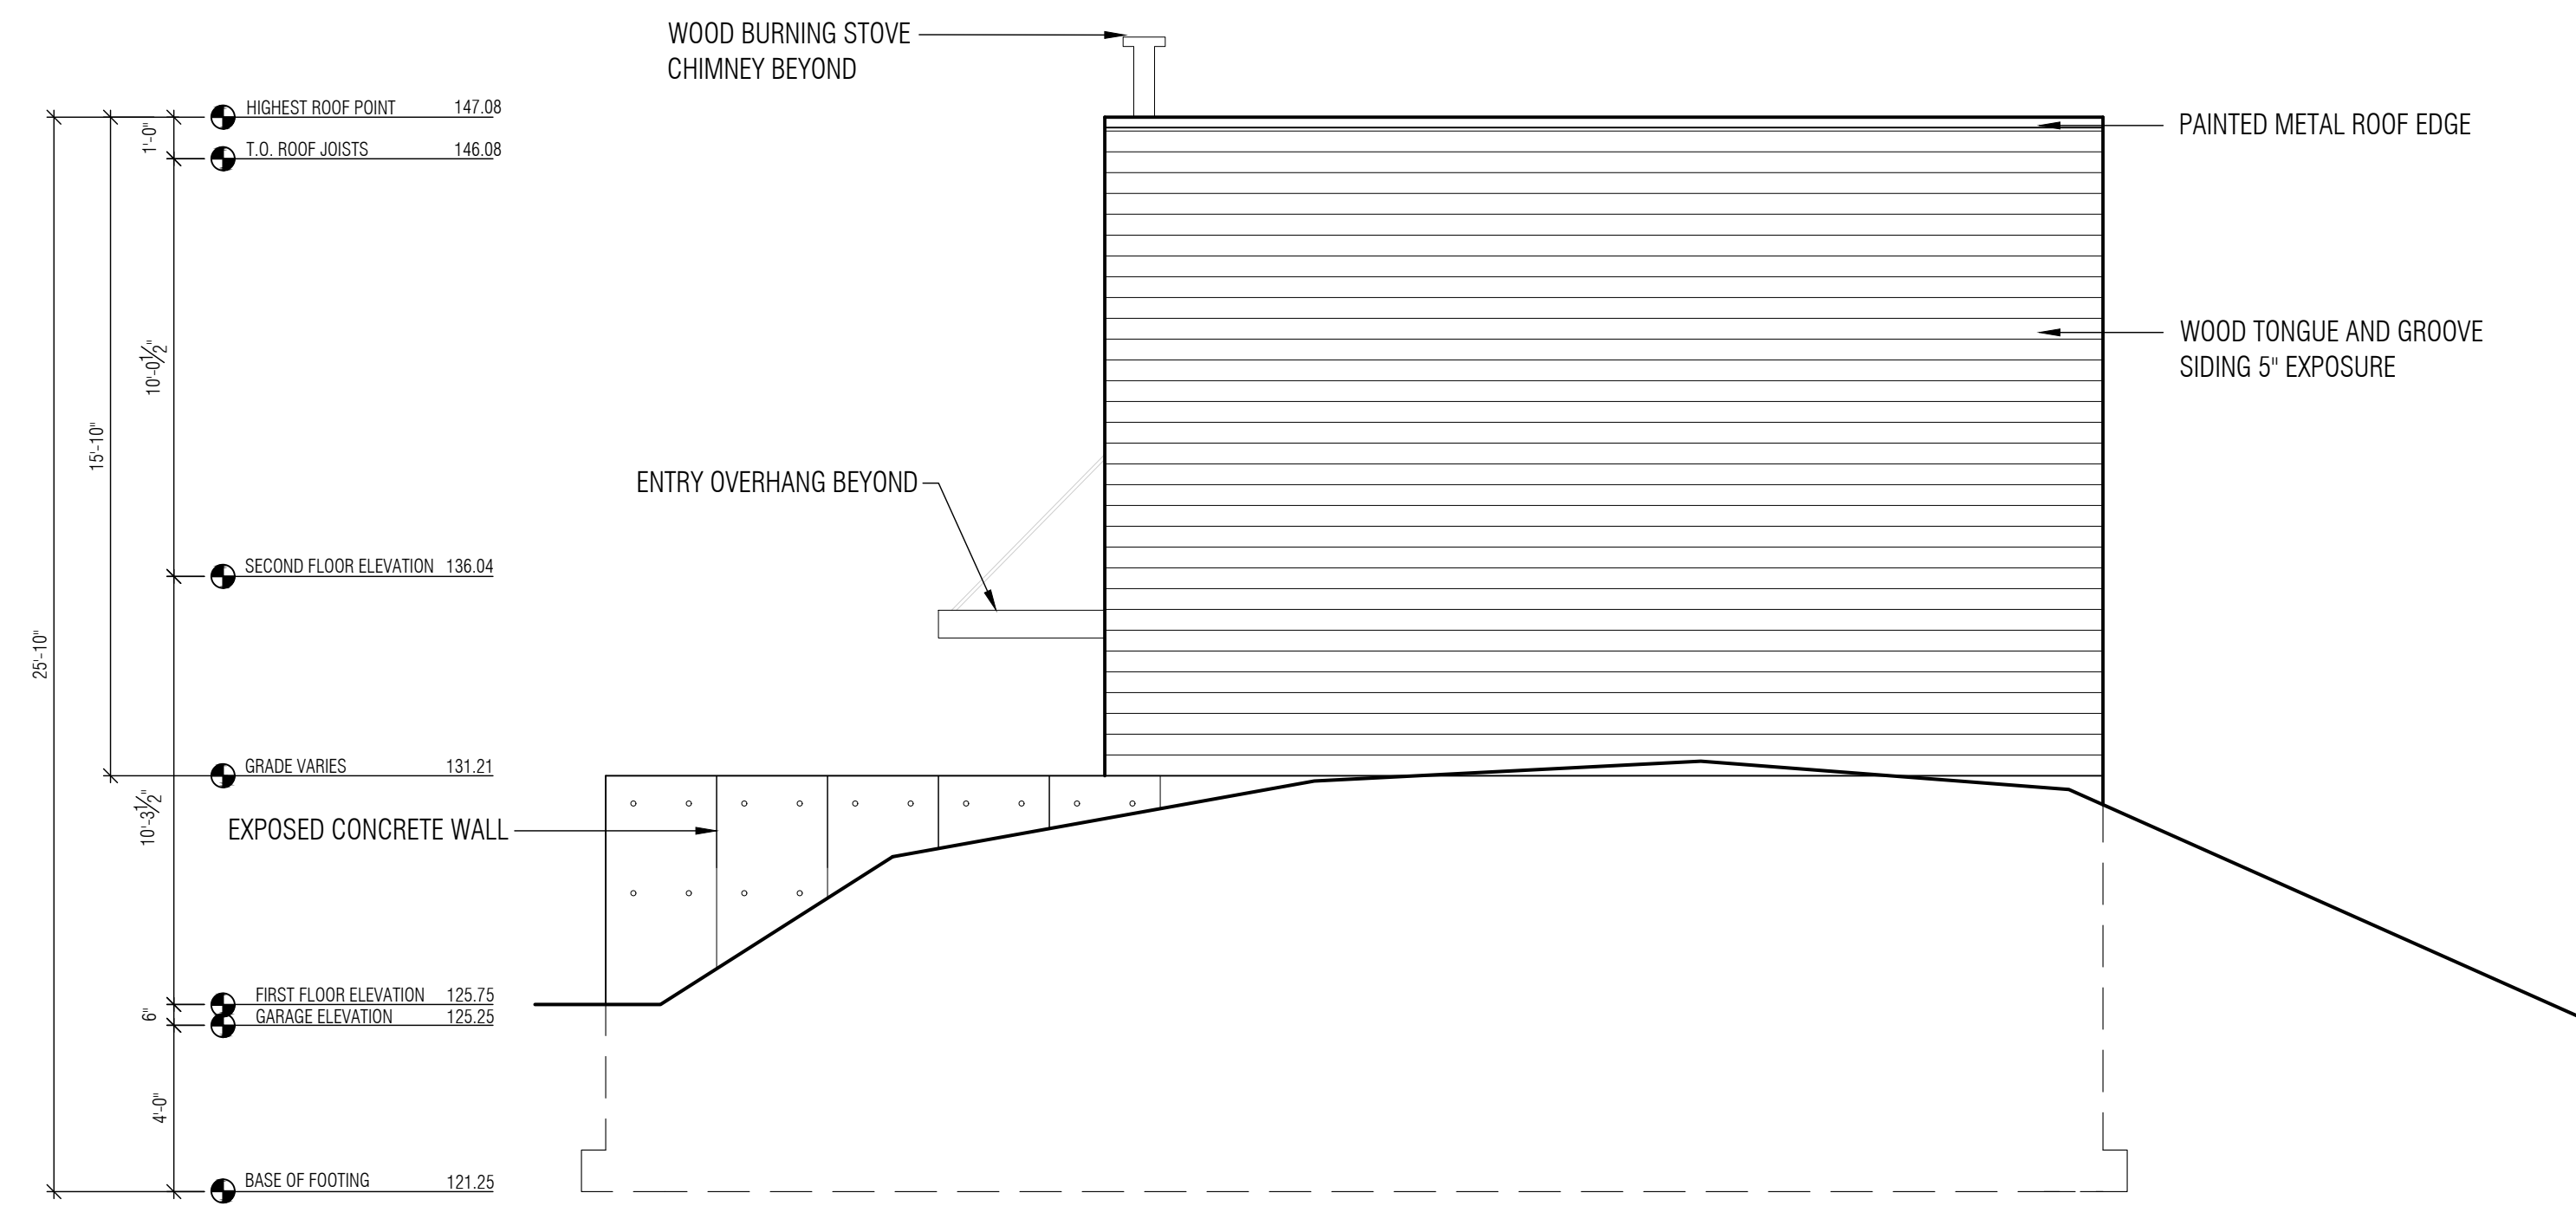 WOOD BURNING STOVE
CHIMNEY BEYOND
HIGHEST ROOF POINT 147.08
1'-0"
T.O. ROOF JOISTS 146.08
PAINTED METAL ROOF EDGE
10'-0½"
WOOD TONGUE AND GROOVE
SIDING 5" EXPOSURE
15'-10"
ENTRY OVERHANG BEYOND
SECOND FLOOR ELEVATION 136.04
25'-10"
GRADE VARIES 131.21
10'-3½"
EXPOSED CONCRETE WALL
FIRST FLOOR ELEVATION 125.75
6"
GARAGE ELEVATION 125.25
4'-0"
BASE OF FOOTING 121.25